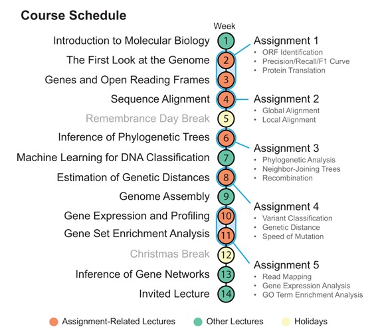 Course Schedule
Week
Introduction to Molecular Biology 1
The First Look at the Genome 2
Genes and Open Reading Frames 3
Sequence Alignment 4
Remembrance Day Break 5
Inference of Phylogenetic Trees 6
Machine Learning for DNA Classification 7
Estimation of Genetic Distances 8
Genome Assembly 9
Gene Expression and Profiling 10
Gene Set Enrichment Analysis 11
Christmas Break 12
Inference of Gene Networks 13
Invited Lecture 14
Assignment 1
• ORF Identification
• Precision/Recall/F1 Curve
• Protein Translation
Assignment 2
• Global Alignment
• Local Alignment
Assignment 3
• Phylogenetic Analysis
• Neighbor-Joining Trees
• Recombination
Assignment 4
• Variant Classification
• Genetic Distance
• Speed of Mutation
Assignment 5
• Read Mapping
• Gene Expression Analysis
• GO Term Enrichment Analysis
Assignment-Related Lectures
Other Lectures
Holidays